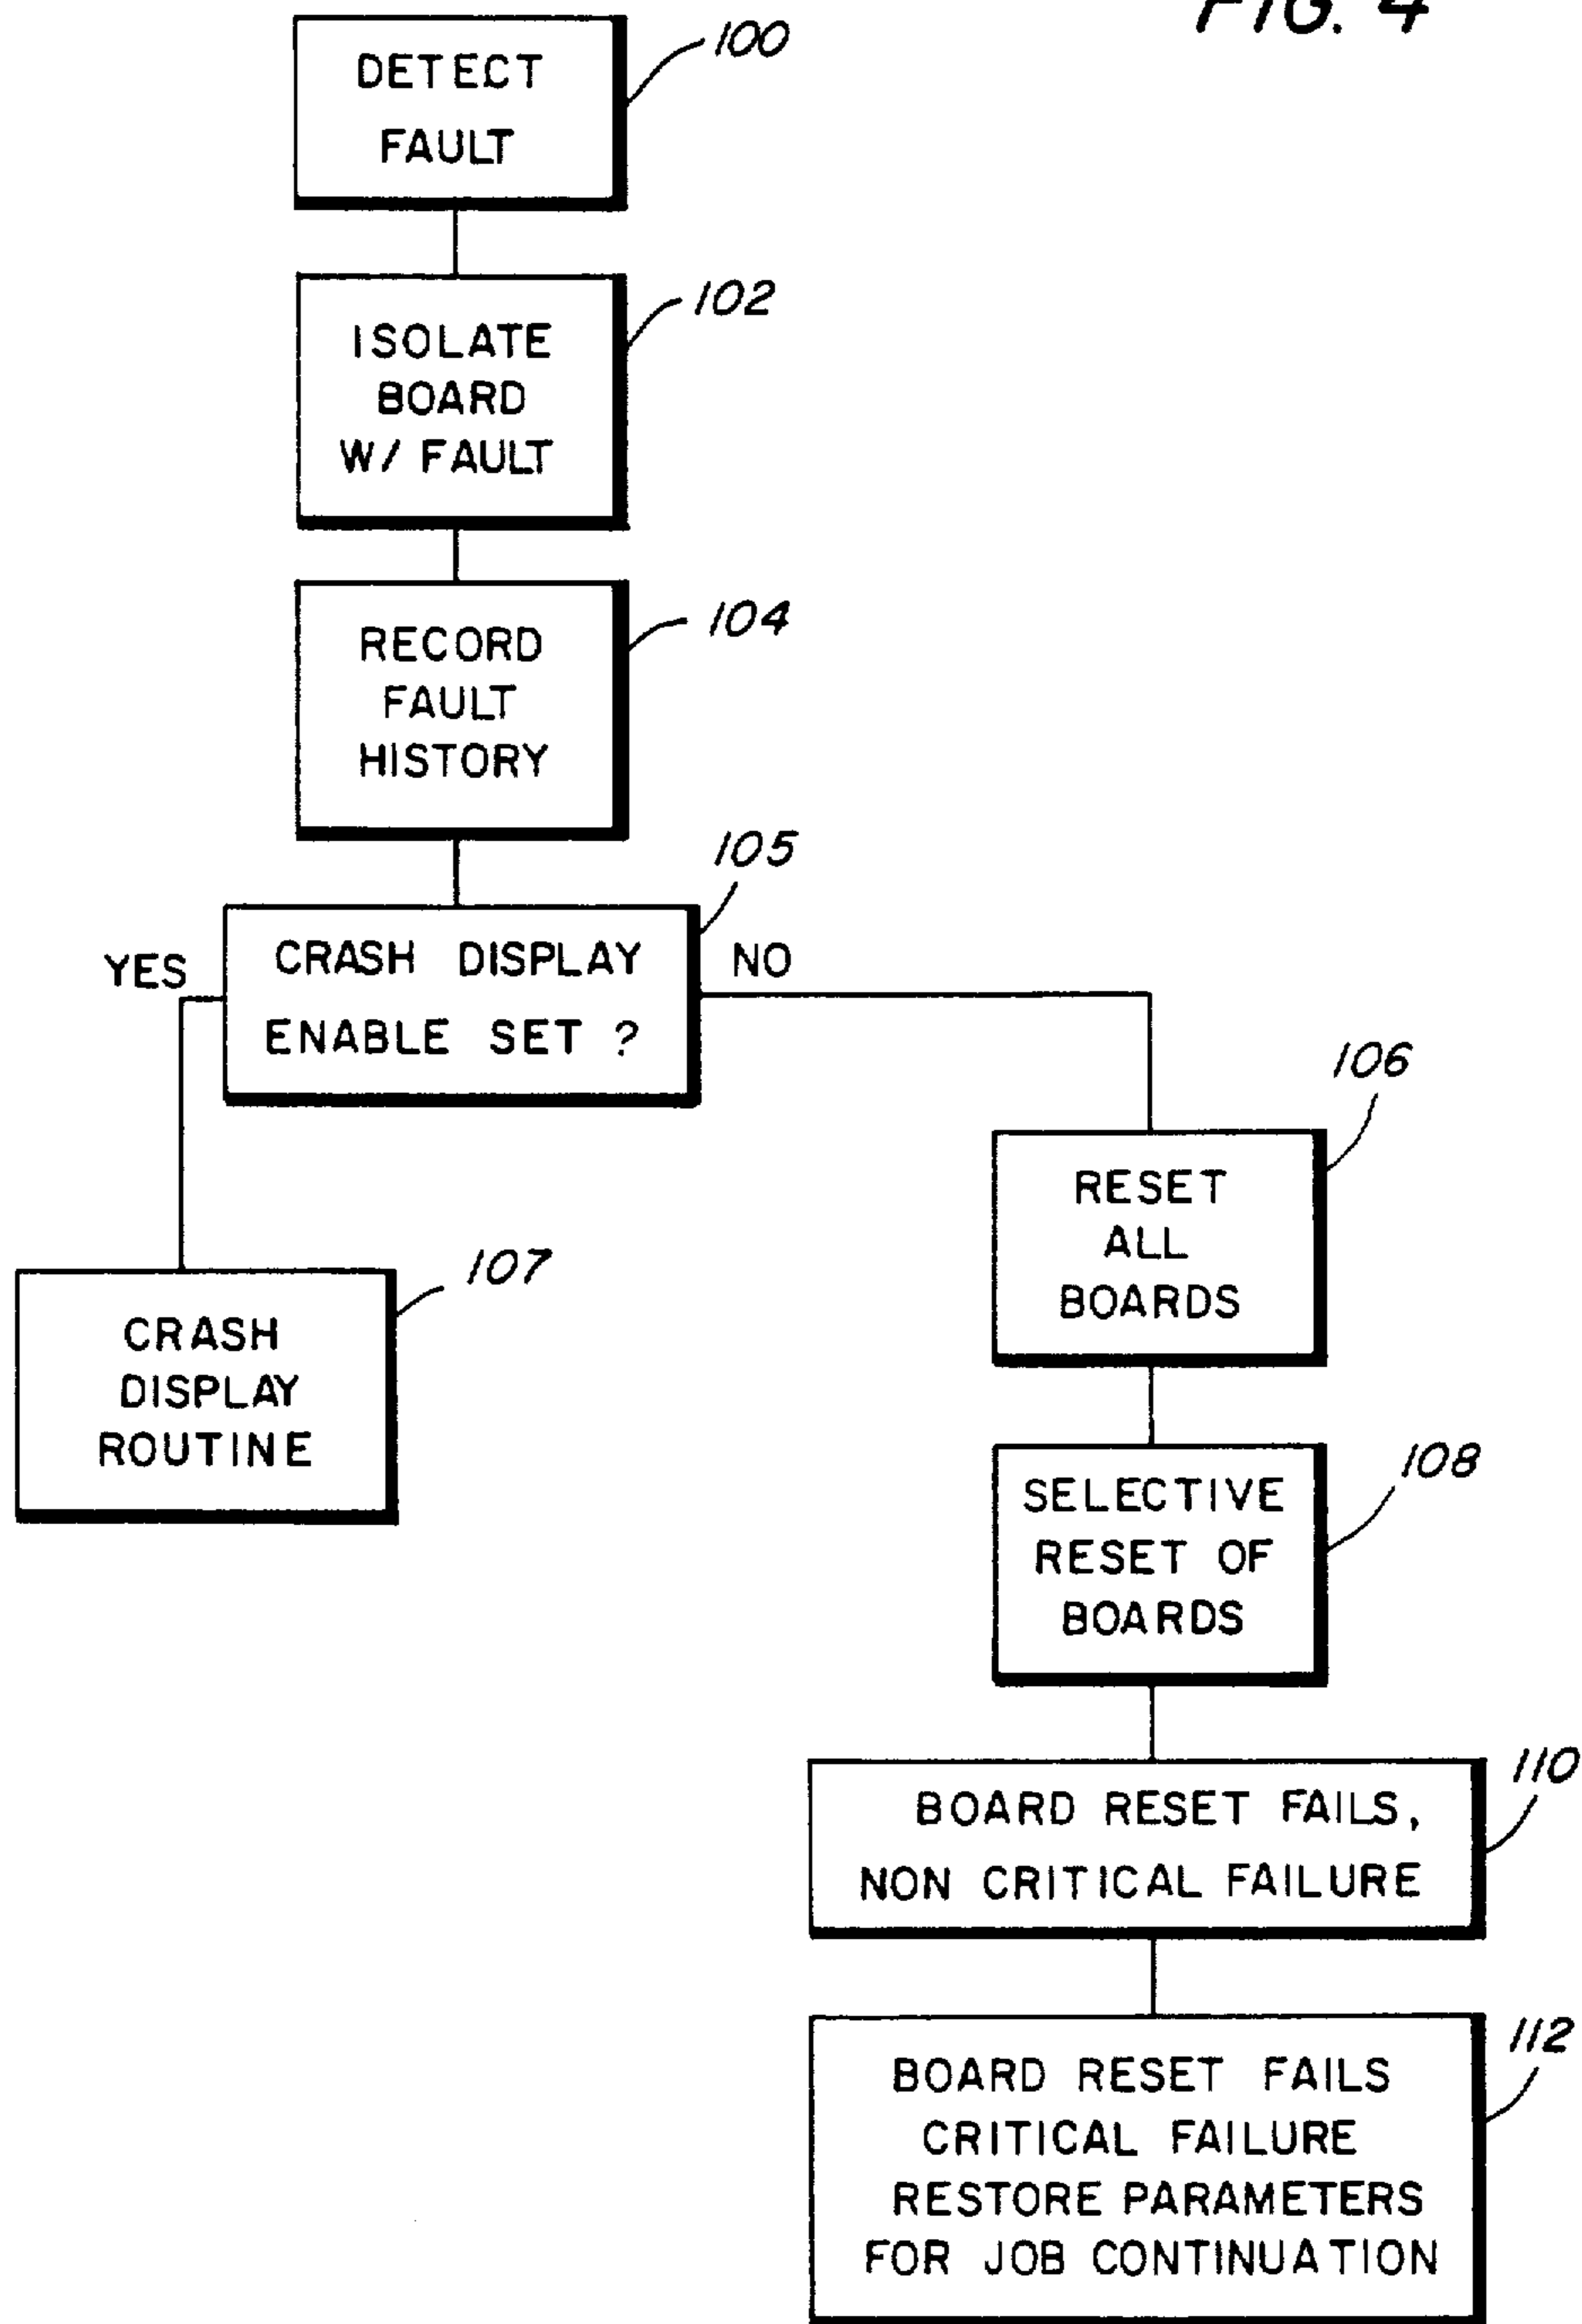 FIG. 4
100
DETECT
FAULT
102
ISOLATE
BOARD
W/ FAULT
104
RECORD
FAULT
HISTORY
105
YES
CRASH DISPLAY
ENABLE SET ?
NO
106
RESET
ALL
BOARDS
107
CRASH
DISPLAY
ROUTINE
108
SELECTIVE
RESET OF
BOARDS
110
BOARD RESET FAILS,
NON CRITICAL FAILURE
112
BOARD RESET FAILS
CRITICAL FAILURE
RESTORE PARAMETERS
FOR JOB CONTINUATION